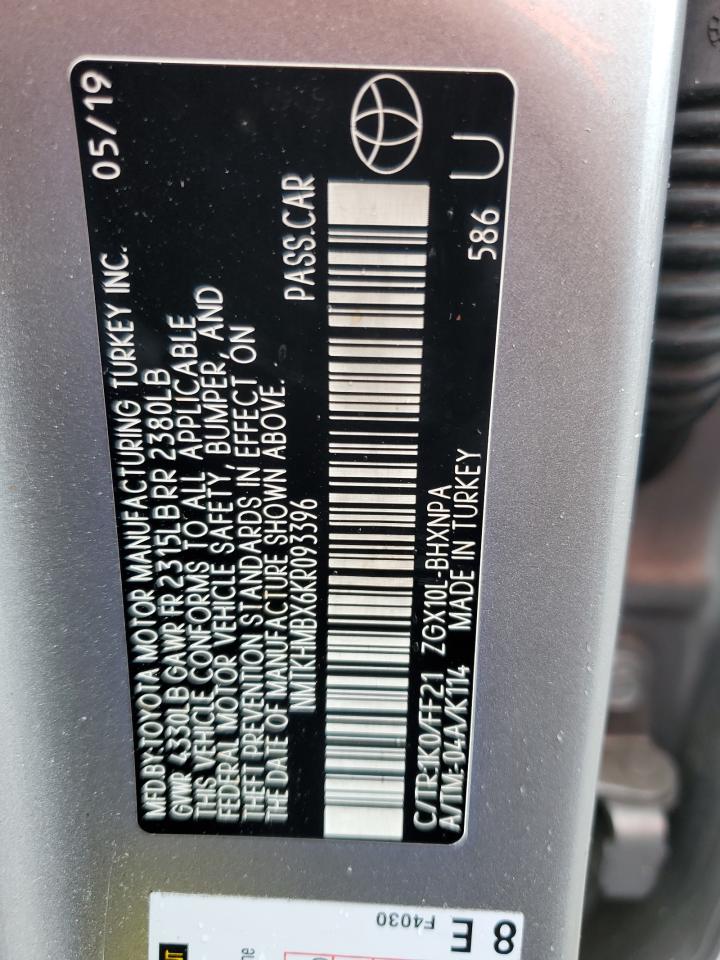 MFD.BY:TOYOTA MOTOR MANUFACTURING TURKEY INC. 05/19
GVWR 4330LB GAWR FR 2315LB RR 2380LB
THIS VEHICLE CONFORMS TO ALL APPLICABLE
FEDERAL MOTOR VEHICLE SAFETY, BUMPER, AND
THEFT PREVENTION STANDARDS IN EFFECT ON
THE DATE OF MANUFACTURE SHOWN ABOVE.
NMTKHMBX6KR093396 PASS.CAR
C/TR:1K0/FF21 ZGX10L-BHXNPA 586 U
A/TM:-04A/K114 MADE IN TURKEY
8 E
F4030